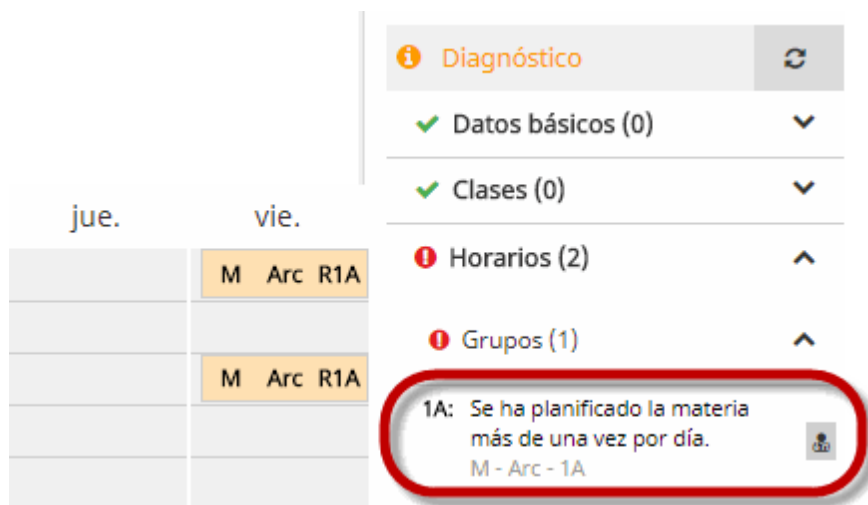 Diagnóstico
Datos básicos (0)
Clases (0)
jue. vie.
Horarios (2)
M Arc R1A
Grupos (1)
M Arc R1A
1A: Se ha planificado la materia
más de una vez por día.
M - Arc - 1A